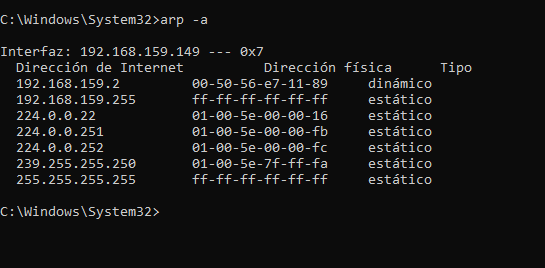 C:\Windows\System32>arp -a
Interfaz: 192.168.159.149 --- 0x7
Dirección de Internet Dirección física Tipo
192.168.159.2 00-50-56-e7-11-89 dinámico
192.168.159.255 ff-ff-ff-ff-ff-ff estático
224.0.0.22 01-00-5e-00-00-16 estático
224.0.0.251 01-00-5e-00-00-fb estático
224.0.0.252 01-00-5e-00-00-fc estático
239.255.255.250 01-00-5e-7f-ff-fa estático
255.255.255.255 ff-ff-ff-ff-ff-ff estático
C:\Windows\System32>